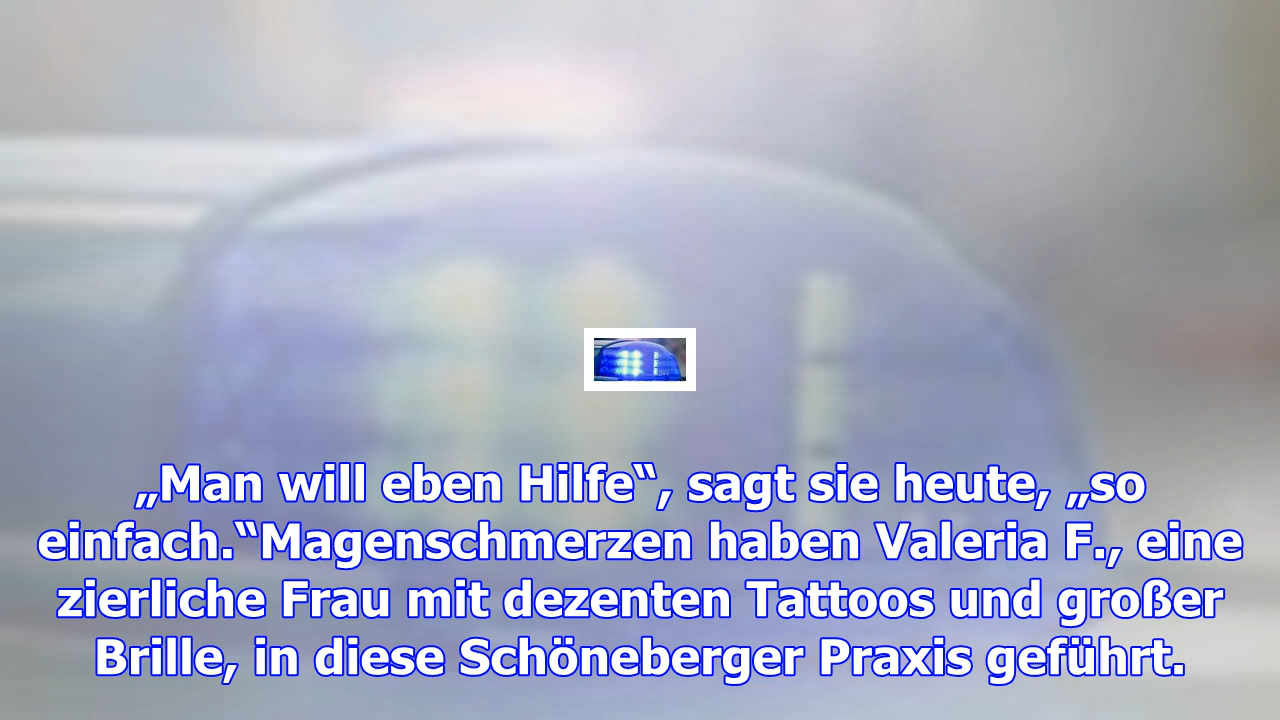 „Man will eben Hilfe“, sagt sie heute, „so
einfach.“Magenschmerzen haben Valeria F., eine
zierliche Frau mit dezenten Tattoos und großer
Brille, in diese Schöneberger Praxis geführt.